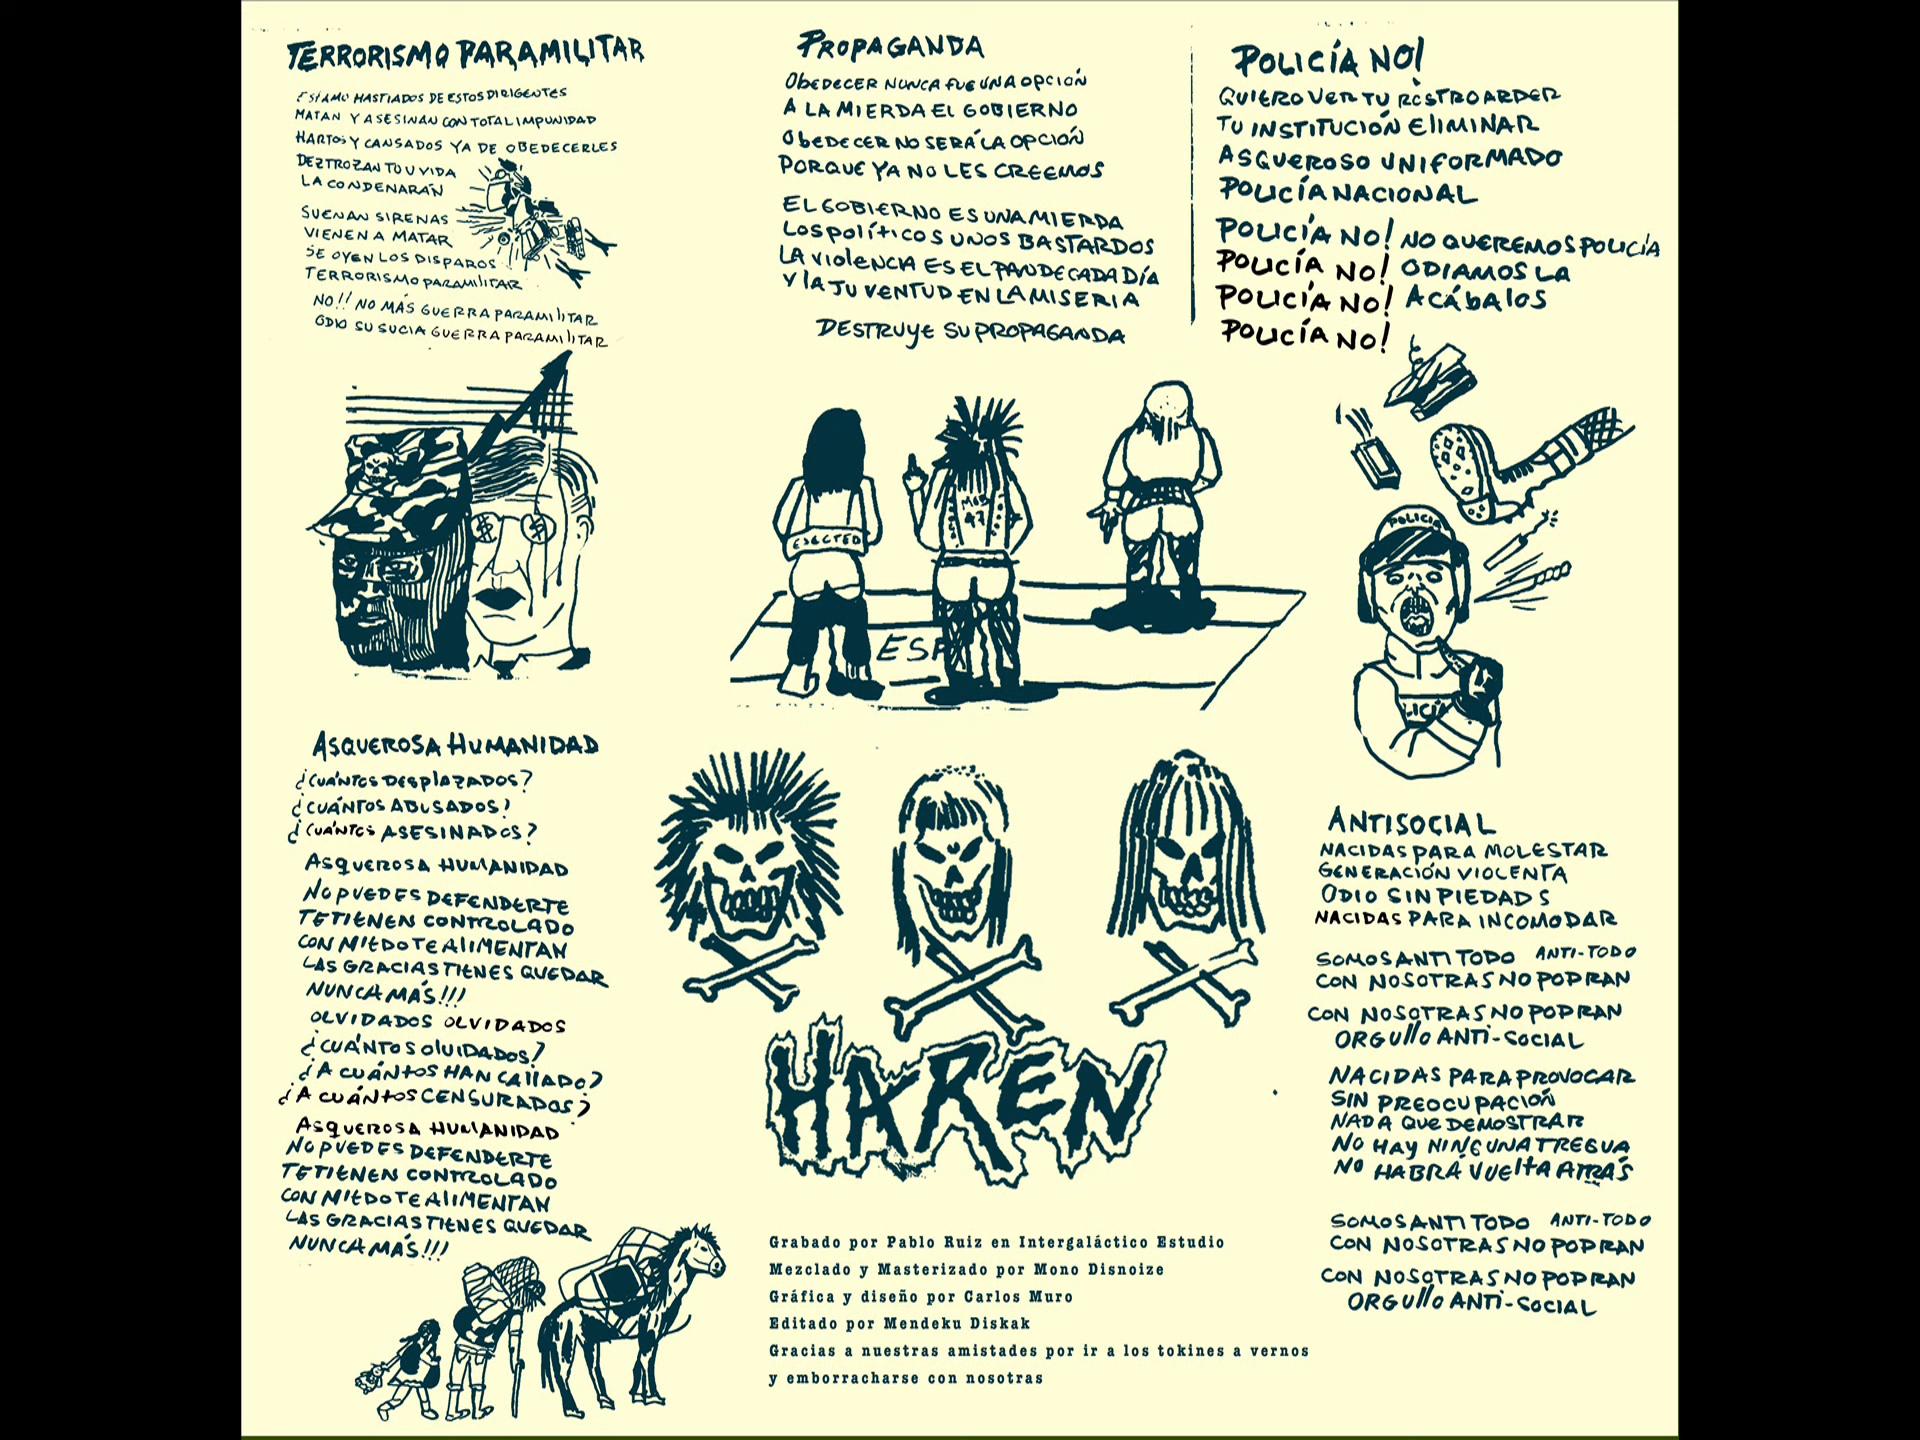 TERRORISMO PARAMILITAR
ESTAMO HASTIADOS DE ESTOS DIRIGENTES
MATAN Y ASESINAN CON TOTAL IMPUNIDAD
HARTOS Y CANSADOS YA DE OBEDECERLES
DEZTROZAN TOU VIDA
LA CONDENARÁN
SUENAN SIRENAS
VIENEN A MATAR
SE OYEN LOS DISPAROS
TERRORISMO PARAMILITAR
NO!! NO MÁS GUERRA PARAMILITAR
ODIO SU SUCIA GUERRA PARAMILITAR
PROPAGANDA
ObEDECER NUNCA FUE UNA OPCIÓN
A LA MIERDA EL GOBIERNO
ObEDECER NO SERÁ LA OPCIÓN
PORQUE YA NO LES CREEMOS
EL GOBIERNO ES UNA MIERDA
LOS POLÍTICOS UNOS BASTARDOS
LA VIOLENCIA ES EL PAN DE CADA DÍA
Y LA JUVENTUD EN LA MISERIA
DESTRUYE SU PROPAGANDA
POLICÍA NO!
QUIERO VER TU ROSTRO ARDER
TU INSTITUCIÓN ELIMINAR
ASQUEROSO UNIFORMADO
POLICÍA NACIONAL
POLICÍA NO! NO QUEREMOS POLICÍA
POLICÍA NO! ODIAMOS LA
POLICÍA NO! ACÁBALOS
POLICÍA NO!
EJECTED
MOB
47
ESP
POLICIA
LICÍA
ASQUEROSA HUMANIDAD
¿CUÁNTOS DESPLAZADOS?
¿CUÁNTOS ABUSADOS?
¿CUÁNTOS ASESINADOS?
ASQUEROSA HUMANIDAD
NO PUEDES DEFENDERTE
TE TIENEN CONTROLADO
CON MIEDO TE ALIMENTAN
LAS GRACIAS TIENES QUE DAR
NUNCA MÁS!!!
OLVIDADOS OLVIDADOS
¿CUÁNTOS OLVIDADOS?
¿A CUÁNTOS HAN CALLADO?
¿A CUÁNTOS CENSURADOS?
ASQUEROSA HUMANIDAD
NO PUEDES DEFENDERTE
TE TIENEN CONTROLADO
CON MIEDO TE ALIMENTAN
LAS GRACIAS TIENES QUE DAR
NUNCA MÁS!!!
HAREN
Grabado por Pablo Ruiz en Intergaláctico Estudio
Mezclado y Masterizado por Mono Disnoize
Gráfica y diseño por Carlos Muro
Editado por Mendeku Diskak
Gracias a nuestras amistades por ir a los tokines a vernos
y emborracharse con nosotras
ANTISOCIAL
NACIDAS PARA MOLESTAR
GENERACIÓN VIOLENTA
ODIO SIN PIEDAD S
NACIDAS PARA INCOMODAR
SOMOS ANTI TODO ANTI-TODO
CON NOSOTRAS NO PODRAN
CON NOSOTRAS NO PODRAN
ORGULLO ANTI-SOCIAL
NACIDAS PARA PROVOCAR
SIN PREOCUPACIÓN
NADA QUE DEMOSTRAR
NO HAY NINGUNA TREGUA
NO HABRÁ VUELTA ATRÁS
SOMOS ANTI TODO ANTI-TODO
CON NOSOTRAS NO PODRAN
CON NOSOTRAS NO PODRAN
ORGULLO ANTI-SOCIAL